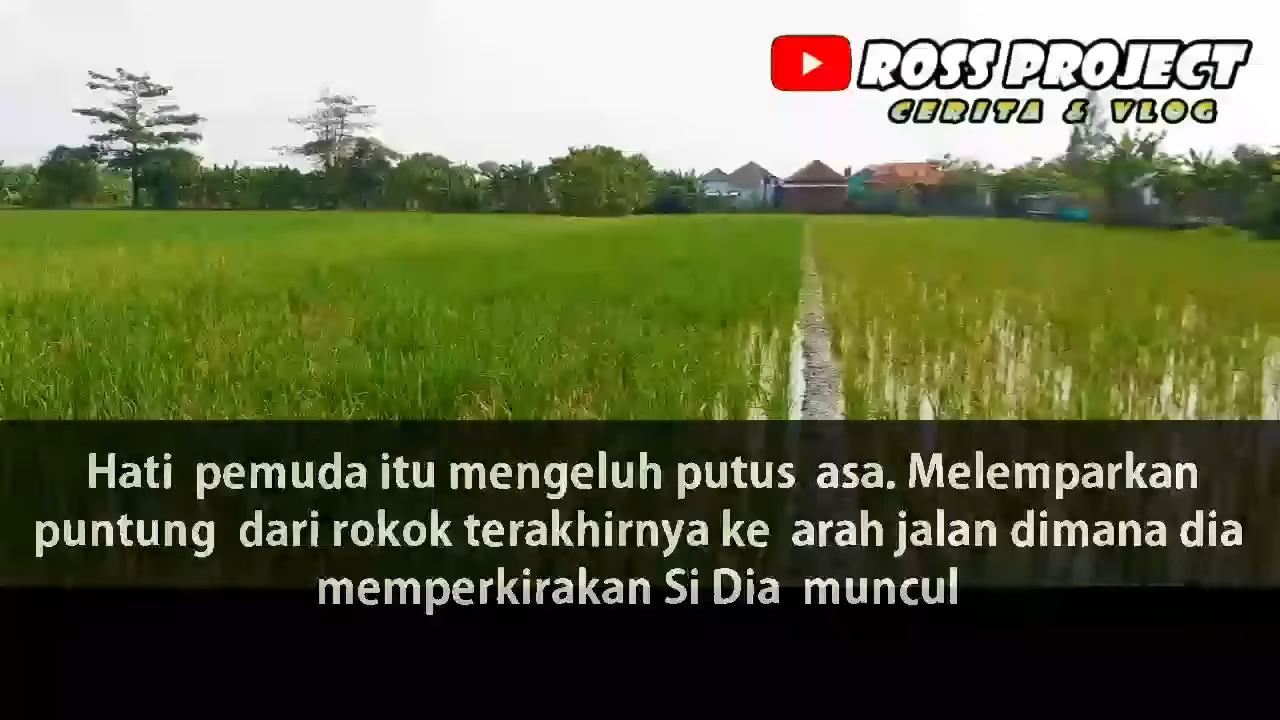 ROSS PROJECT
CERITA & VLOG
Hati pemuda itu mengeluh putus asa. Melemparkan
puntung dari rokok terakhirnya ke arah jalan dimana dia
memperkirakan Si Dia muncul